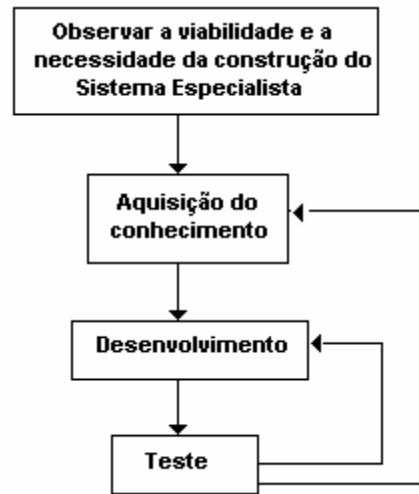 Observar a viabilidade e a
necessidade da construção do
Sistema Especialista
Aquisição do
conhecimento
Desenvolvimento
Teste